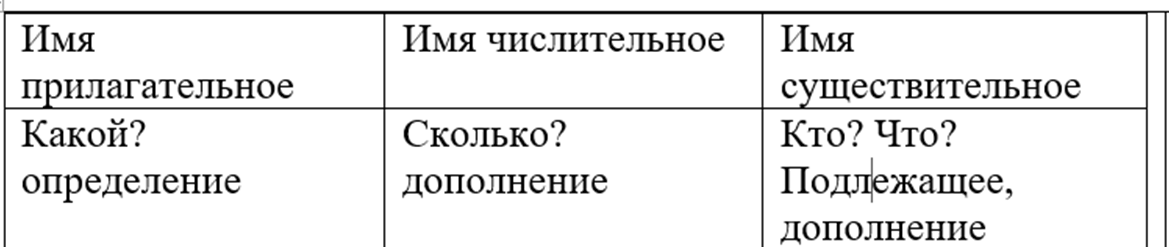 Имя
прилагательное
Имя числительное
Имя
существительное
Какой?
определение
Сколько?
дополнение
Кто? Что?
Подлежащее,
дополнение